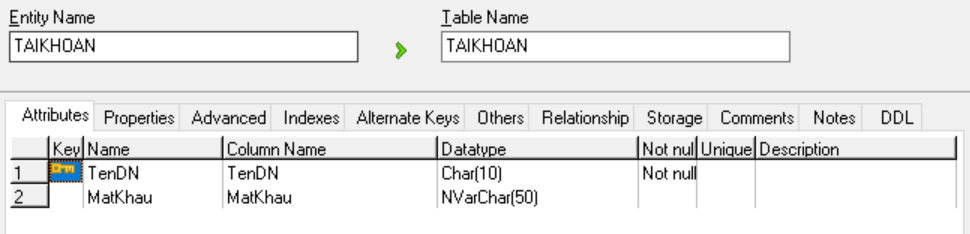 Entity Name Table Name
TAIKHOAN TAIKHOAN
Attributes Properties Advanced Indexes Alternate Keys Others Relationship Storage Comments Notes DDL
Key Name Column Name Datatype Not nul Unique Description
1 TenDN TenDN Char(10) Not null
2 MatKhau MatKhau NVarChar(50)